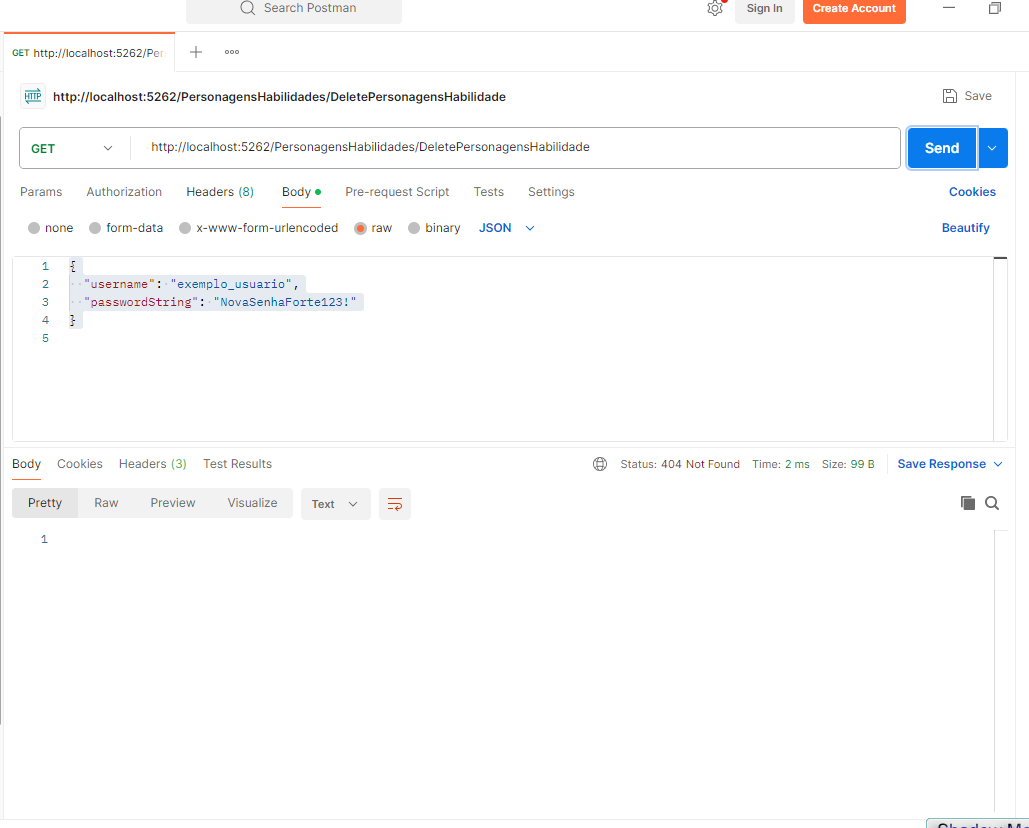 Search Postman
Sign In
Create Account
GET http://localhost:5262/Per
HTTP http://localhost:5262/PersonagensHabilidades/DeletePersonagensHabilidade
Save
GET
http://localhost:5262/PersonagensHabilidades/DeletePersonagensHabilidade
Send
Params Authorization Headers (8) Body Pre-request Script Tests Settings Cookies
none form-data x-www-form-urlencoded raw binary JSON Beautify
1 {
2 "username": "exemplo_usuario",
3 "passwordString": "NovaSenhaForte123!"
4 }
5
Body Cookies Headers (3) Test Results Status: 404 Not Found Time: 2 ms Size: 99 B Save Response
Pretty Raw Preview Visualize Text
1